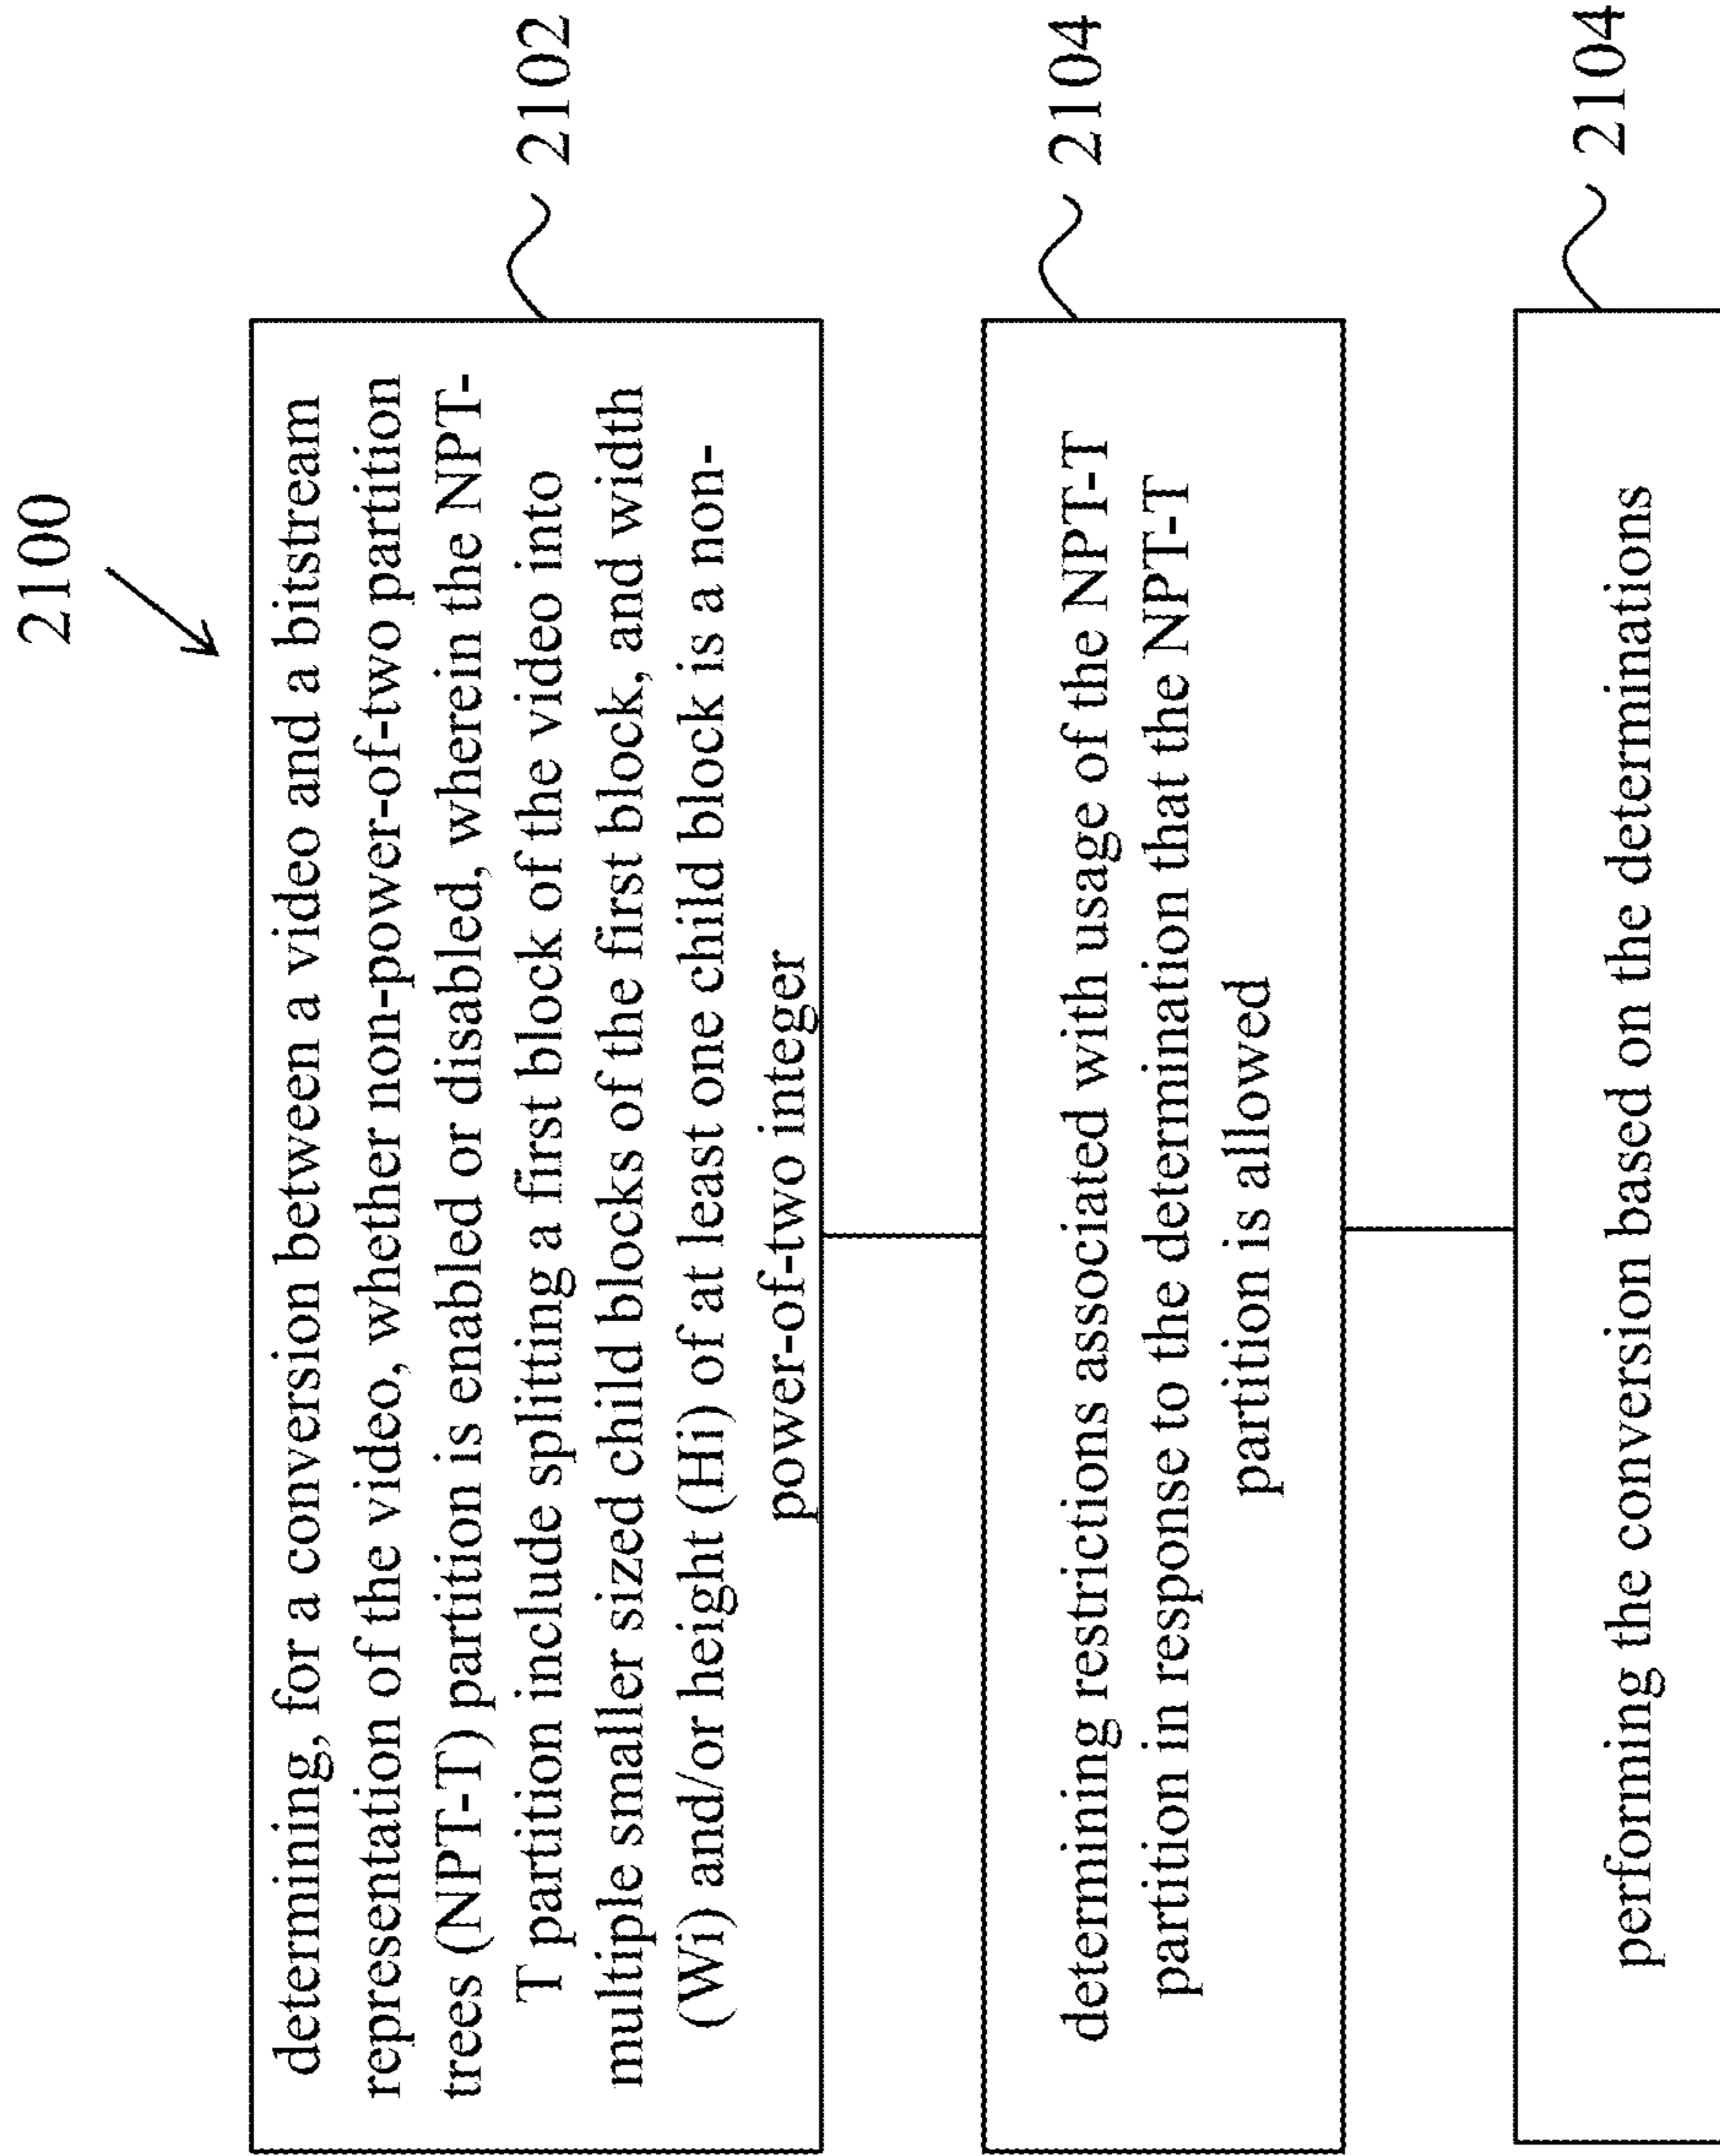 2100
determining, for a conversion between a video and a bitstream
representation of the video, whether non-power-of-two partition
trees (NPT-T) partition is enabled or disabled, wherein the NPT-
T partition include splitting a first block of the video into
multiple smaller sized child blocks of the first block, and width
(Wi) and/or height (Hi) of at least one child block is a non-
power-of-two integer
2102
determining restrictions associated with usage of the NPT-T
partition in response to the determination that the NPT-T
partition is allowed
2104
performing the conversion based on the determinations
2104